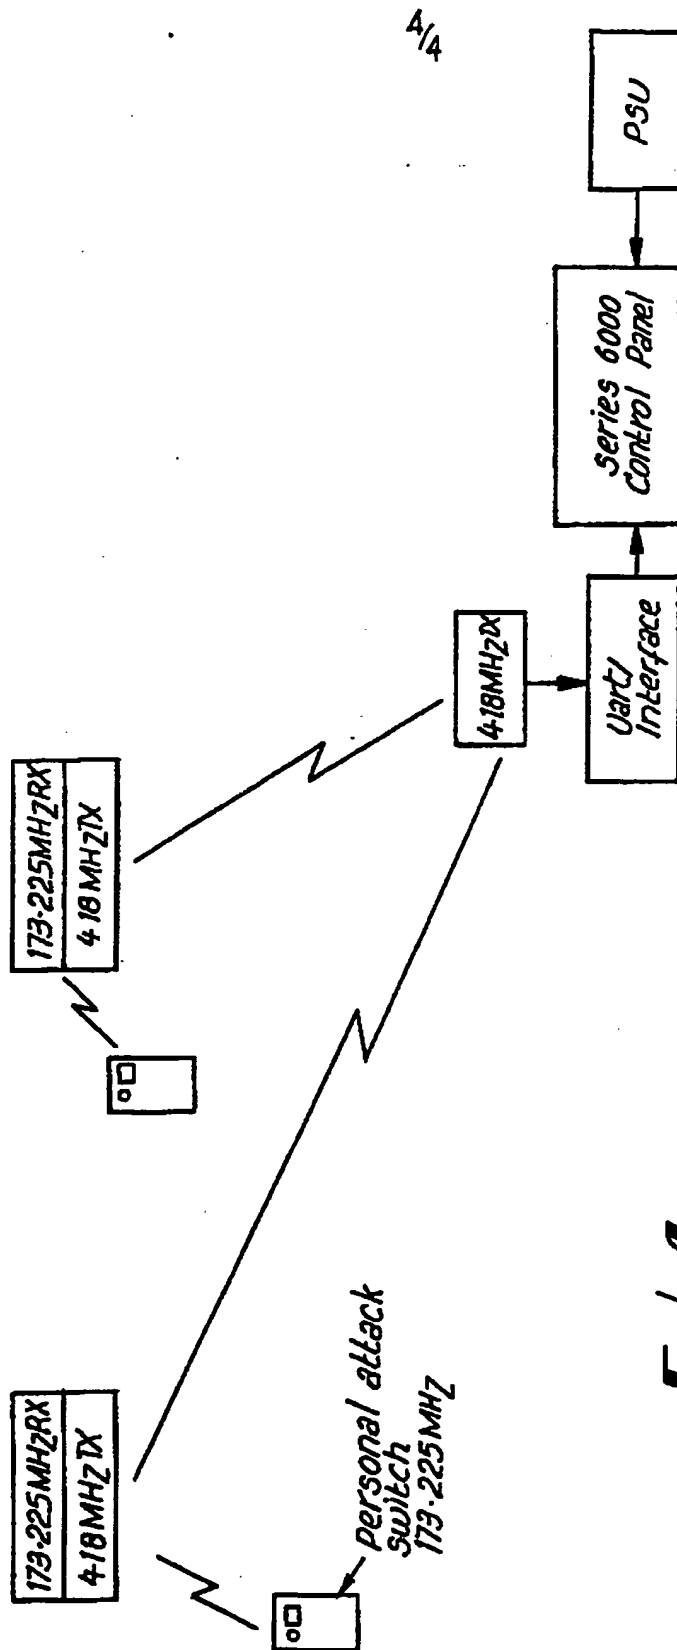 4/4
173·225MHZRX
418MHZTX
173·225MHZRX
418MHZTX
personal attack
switch
173·225MHZ
418MHZTX
Uart/
Interface
Series 6000
Control Panel
PSU